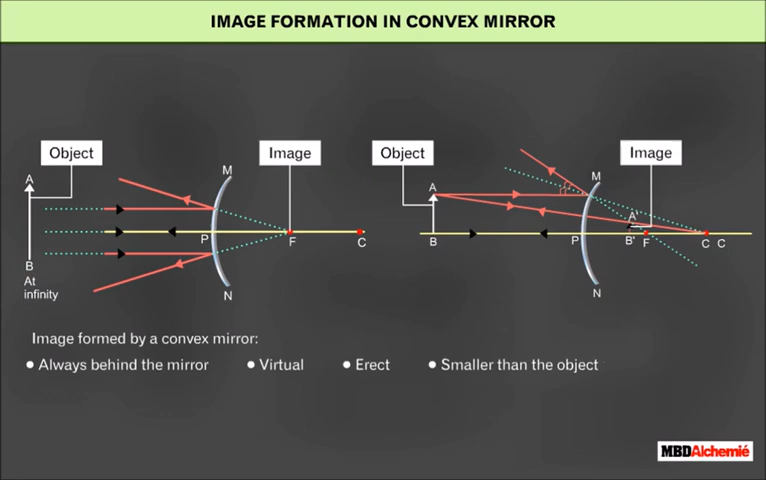 IMAGE FORMATION IN CONVEX MIRROR
Object
Image
A
M
P
F
C
B
At
infinity
N
Object
Image
A
M
A'
B
P
B'
F
C C
N
Image formed by a convex mirror:
• Always behind the mirror • Virtual • Erect • Smaller than the object
MBDAlchemié